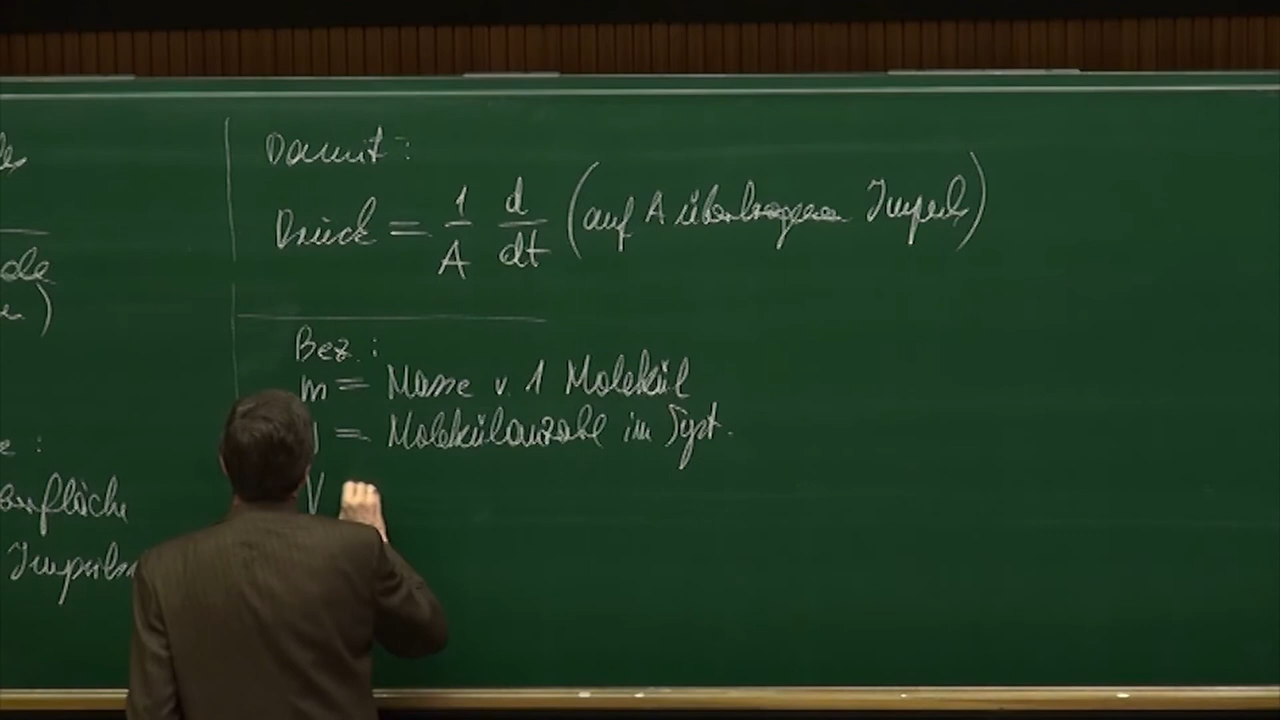 Damit:
Druck = 1/A d/dt (auf A übertragener Impuls)
Bez.:
m = Masse v. 1 Molekül
= Molekülanzahl im Syst.
V